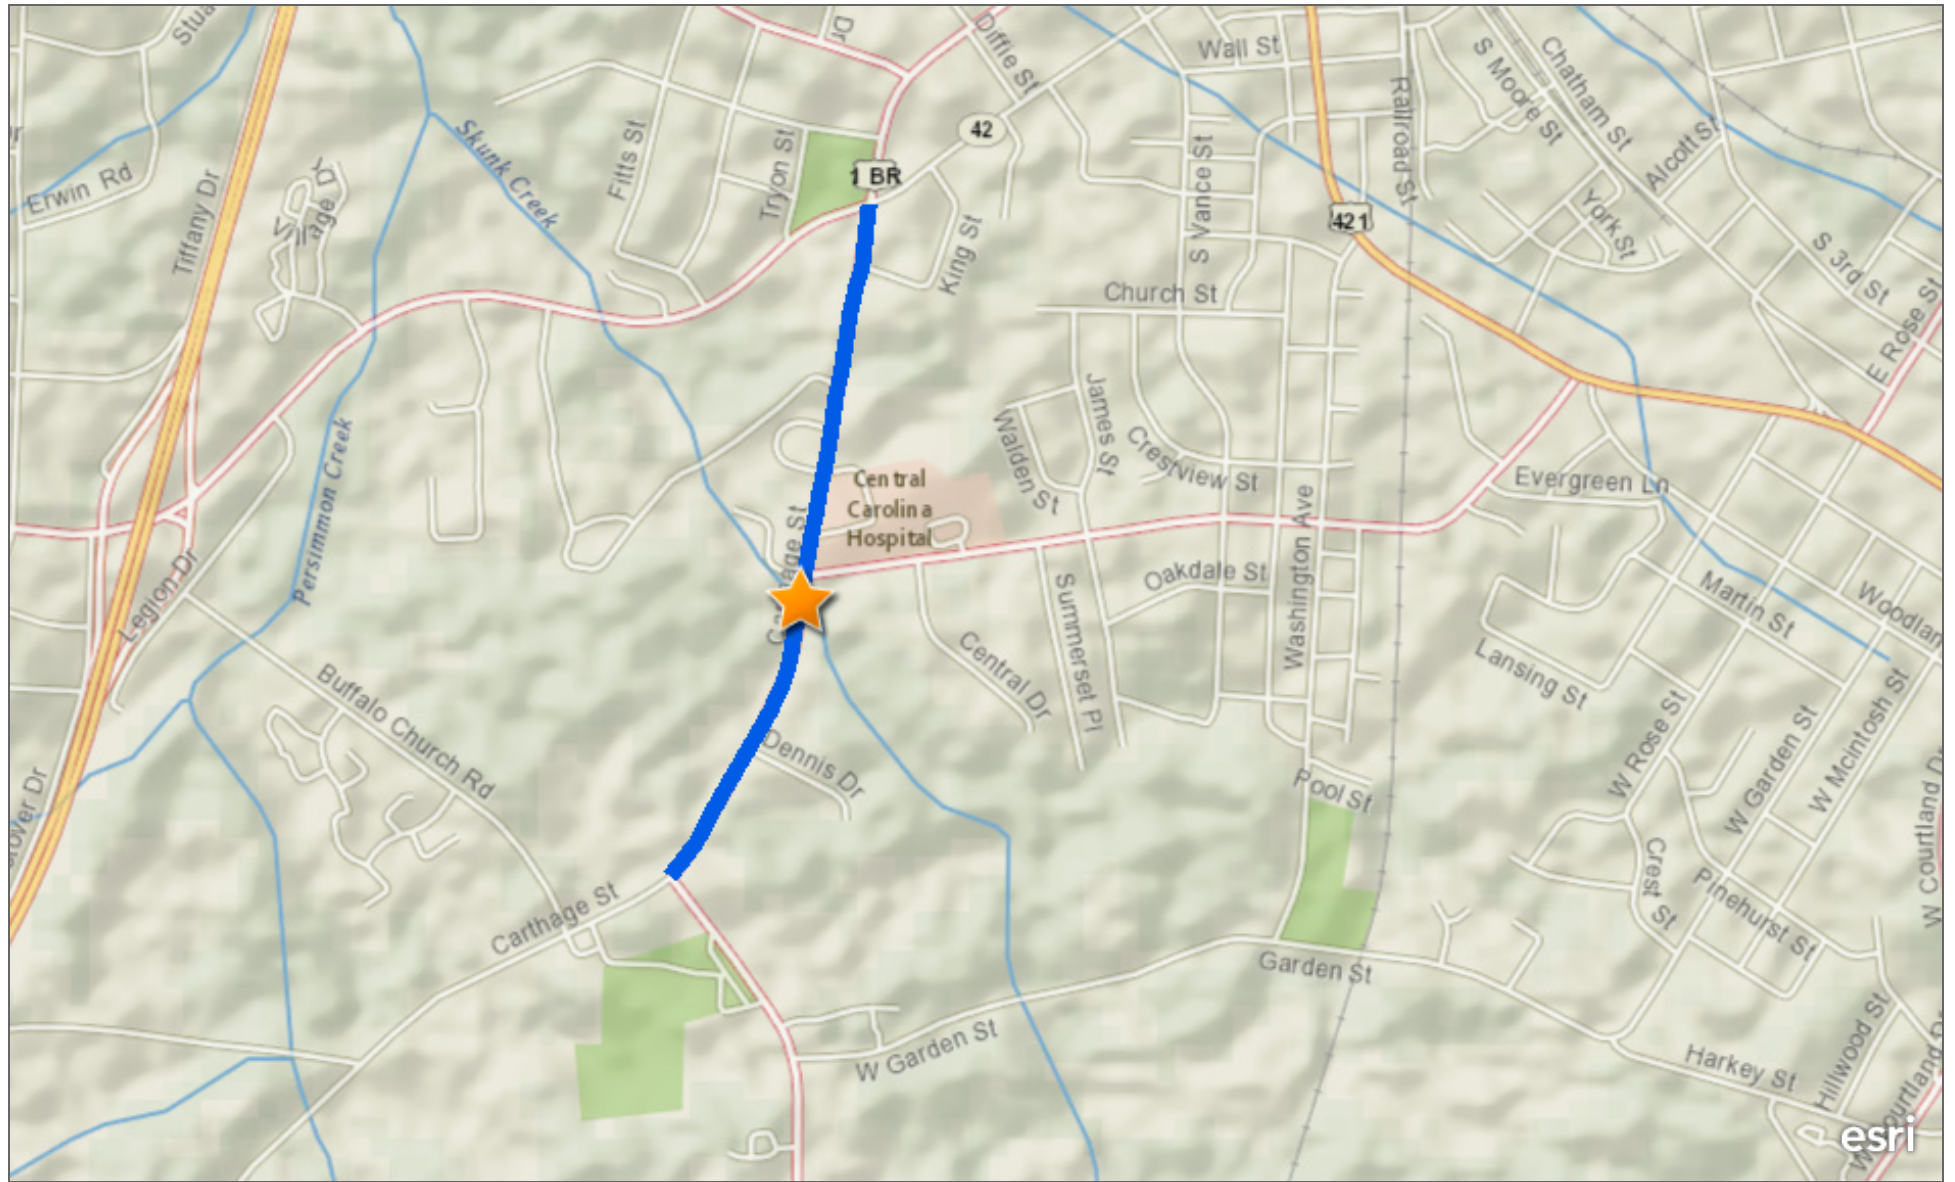 Dr
Diffie St
Wall St
S Moore St
Chatham St
Alcott St
Railroad St
42
Skunk Creek
Fitts St
Tryon St
1 BR
S Vance St
Erwin Rd
Village Dr
Tiffany Dr
421
York St
S 3rd St
King St
Church St
E Rose St
James St
Walden St
Crestview St
Central
Carolina
Hospital
Evergreen Ln
Persimmon Creek
Washington Ave
Legion Dr
Oakdale St
Summerset Pl
Central Dr
Martin St
Lansing St
Buffalo Church Rd
Dennis Dr
W Rose St
W Garden St
W Mcintosh St
Pool St
W Courtland Dr
Crest St
Pinehurst St
Carthage St
Garden St
W Garden St
Harkey St
Hillwood St
esri